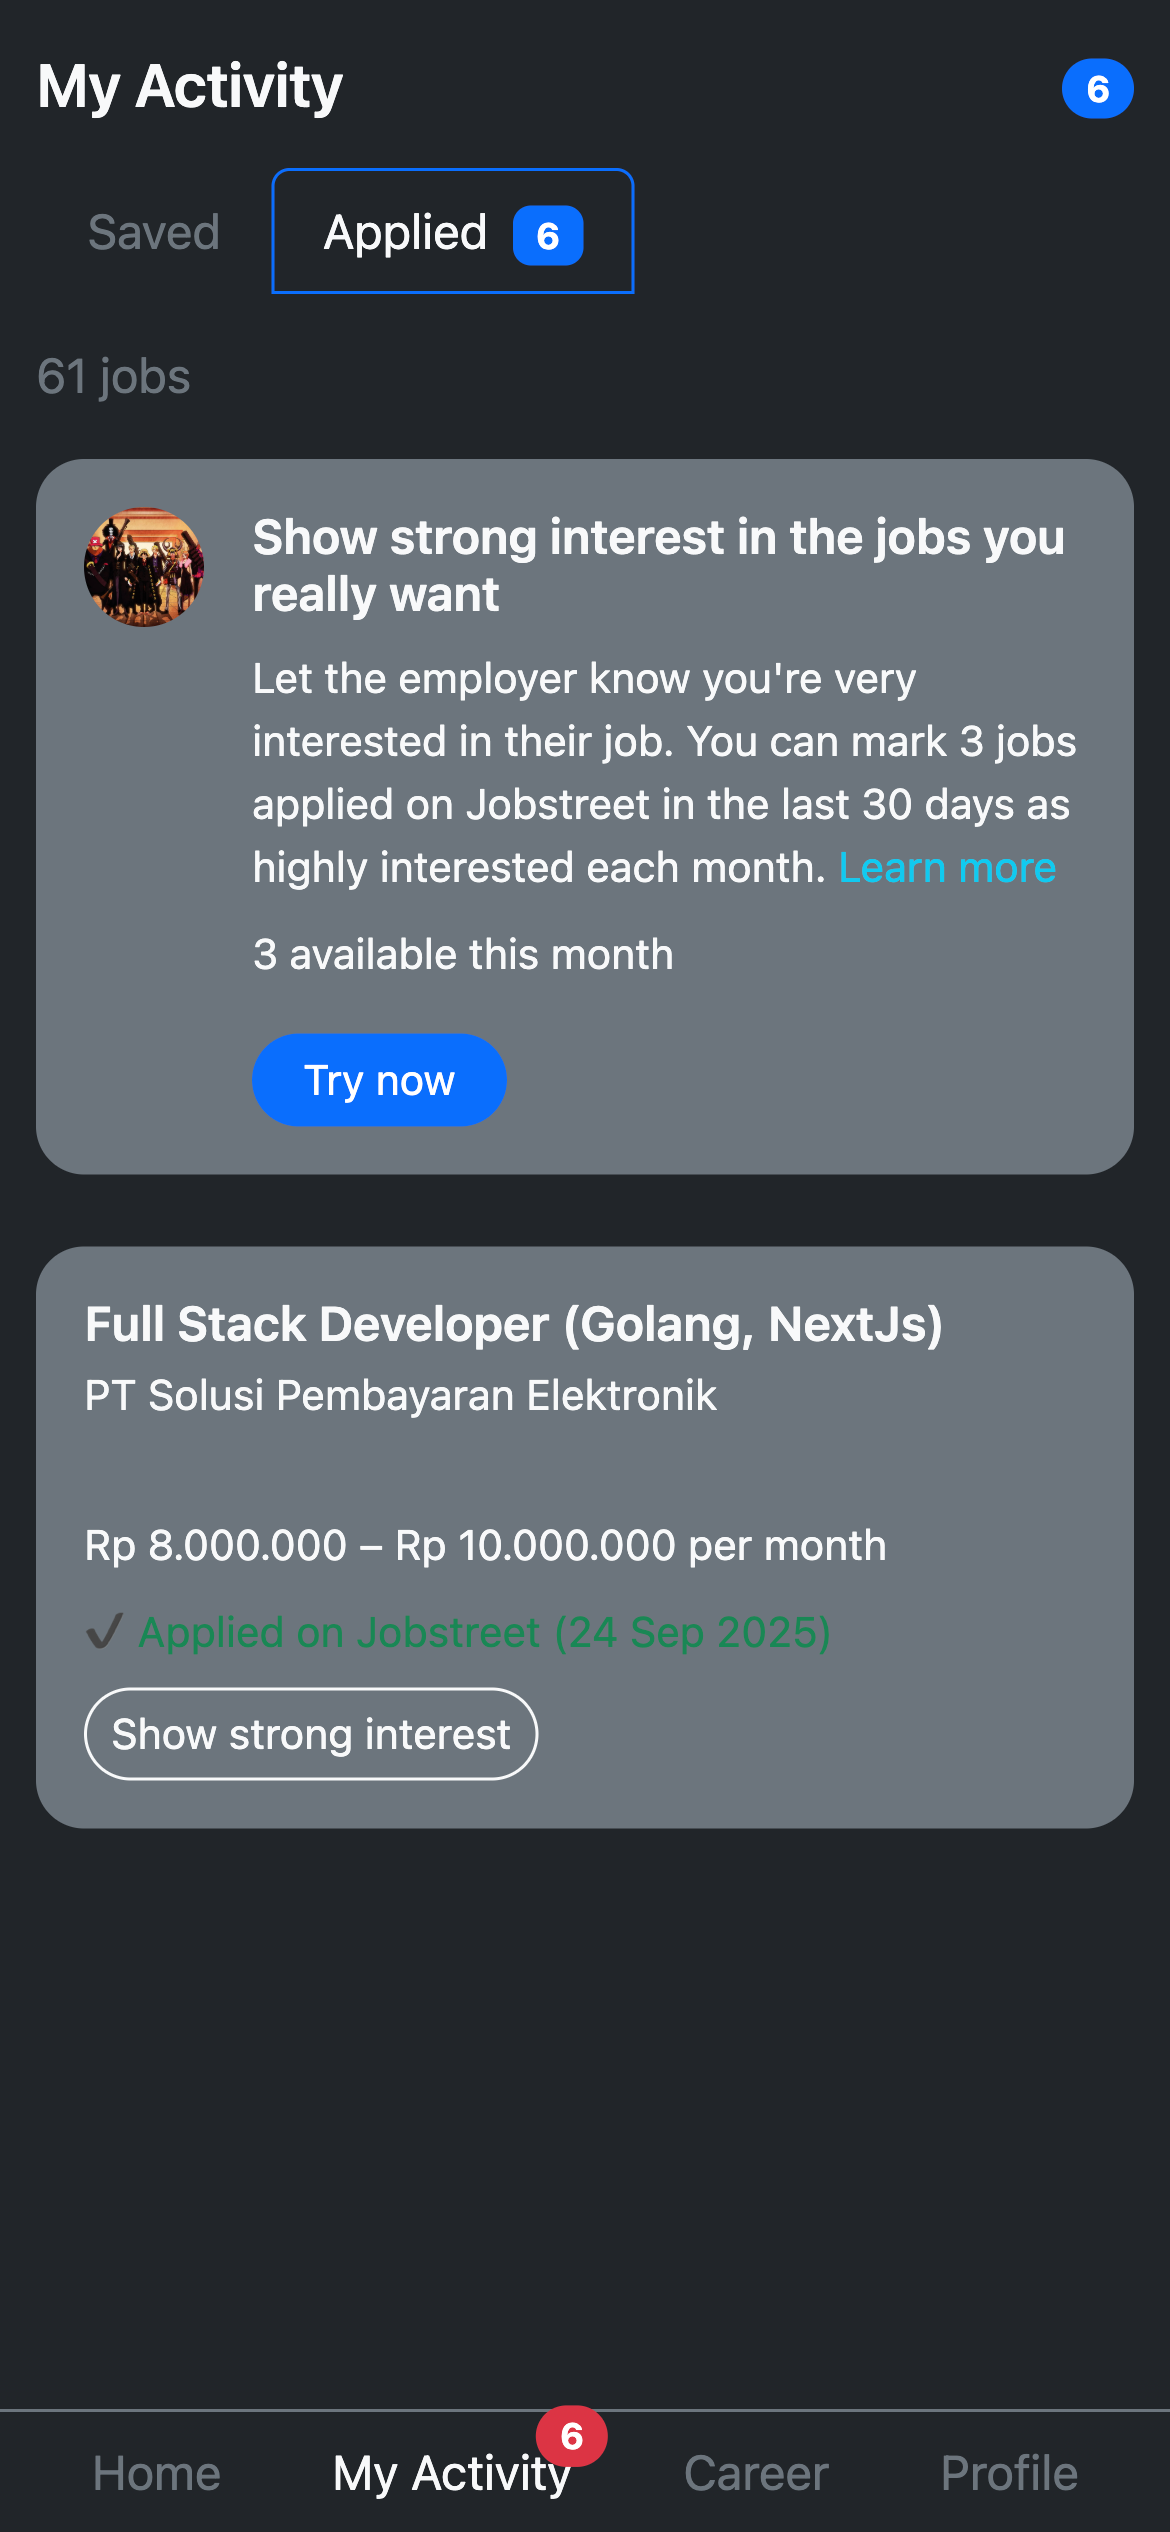 My Activity
6
Saved
Applied 6
61 jobs
Show strong interest in the jobs you
really want
Let the employer know you're very
interested in their job. You can mark 3 jobs
applied on Jobstreet in the last 30 days as
highly interested each month. Learn more
3 available this month
Try now
Full Stack Developer (Golang, NextJs)
PT Solusi Pembayaran Elektronik
Rp 8.000.000 – Rp 10.000.000 per month
✔ Applied on Jobstreet (24 Sep 2025)
Show strong interest
Home
My Activity
6
Career
Profile